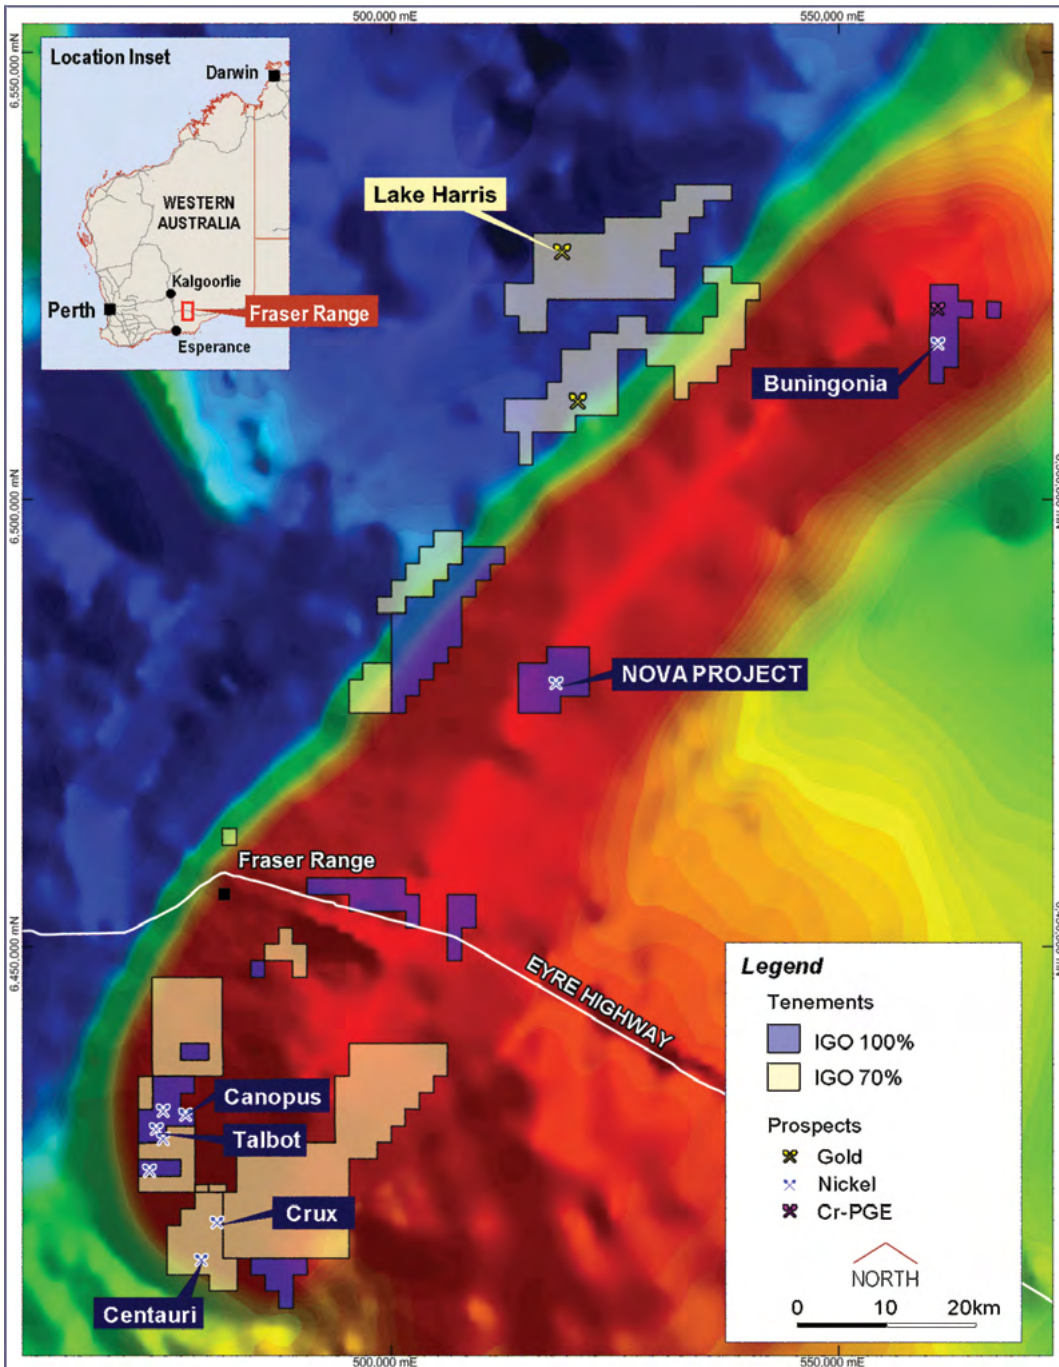 500,000 mE
550,000 mE
6,550,000 mN
Location Inset
Darwin
WESTERN
AUSTRALIA
Kalgoorlie
Perth
Fraser Range
Esperance
Lake Harris
Buningonia
6,500,000 mN
NOVA PROJECT
Fraser Range
EYRE HIGHWAY
6,450,000 mN
Canopus
Talbot
Crux
Centauri
Legend
Tenements
IGO 100%
IGO 70%
Prospects
Gold
Nickel
Cr-PGE
NORTH
0 10 20km
500,000 mE
550,000 mE